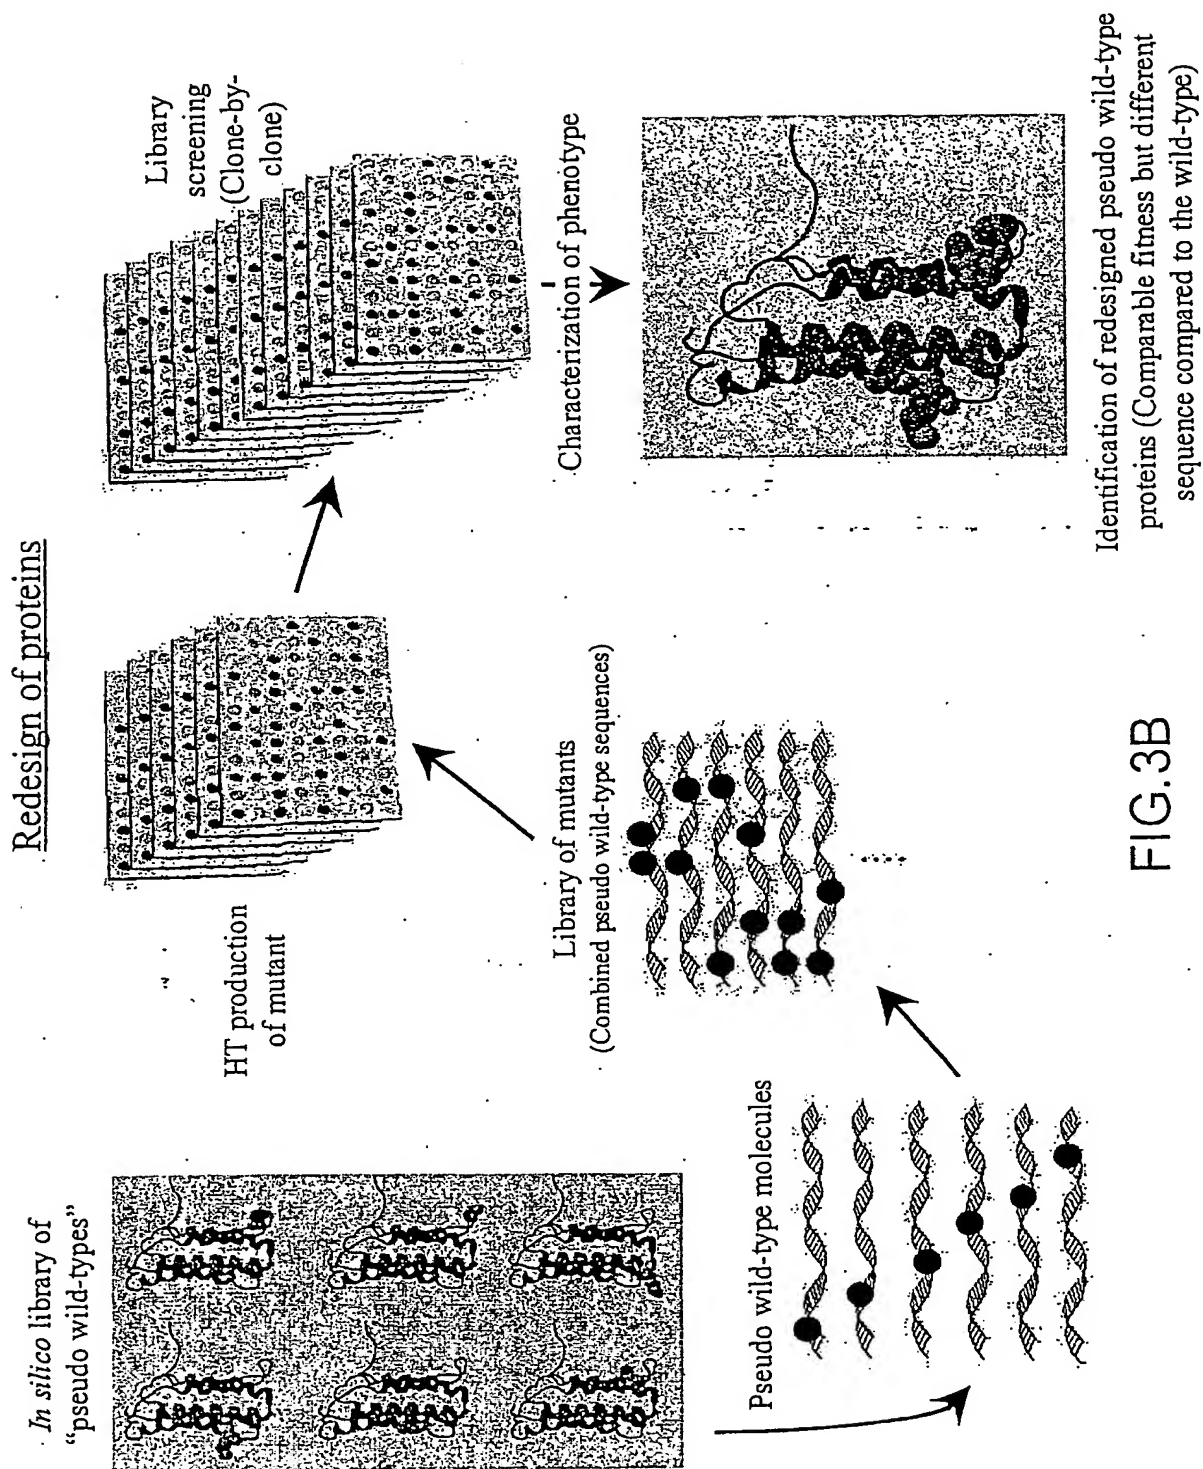 Redesign of proteins
In silico library of
“pseudo wild-types”
Pseudo wild-type molecules
Library of mutants
(Combined pseudo wild-type sequences)
HT production
of mutant
Library
screening
(Clone-by-
clone)
Characterization of phenotype
Identification of redesigned pseudo wild-type
proteins (Comparable fitness but different
sequence compared to the wild-type)
FIG.3B